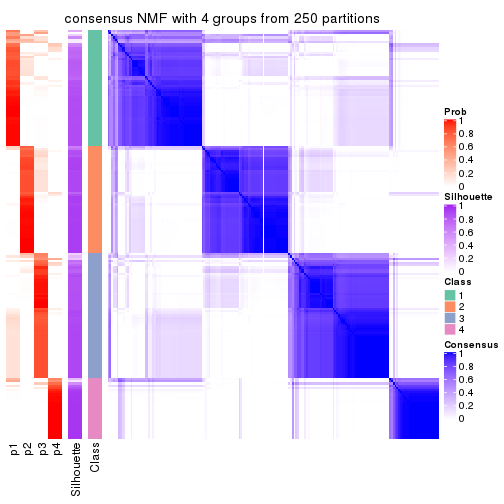 consensus NMF with 4 groups from 250 partitions
Prob
1
0.8
0.6
0.4
0.2
0
Silhouette
1
0.8
0.6
0.4
0.2
0
Class
1
2
3
4
Consensus
1
0.8
0.6
0.4
0.2
0
p1
p2
p3
p4
Silhouette
Class